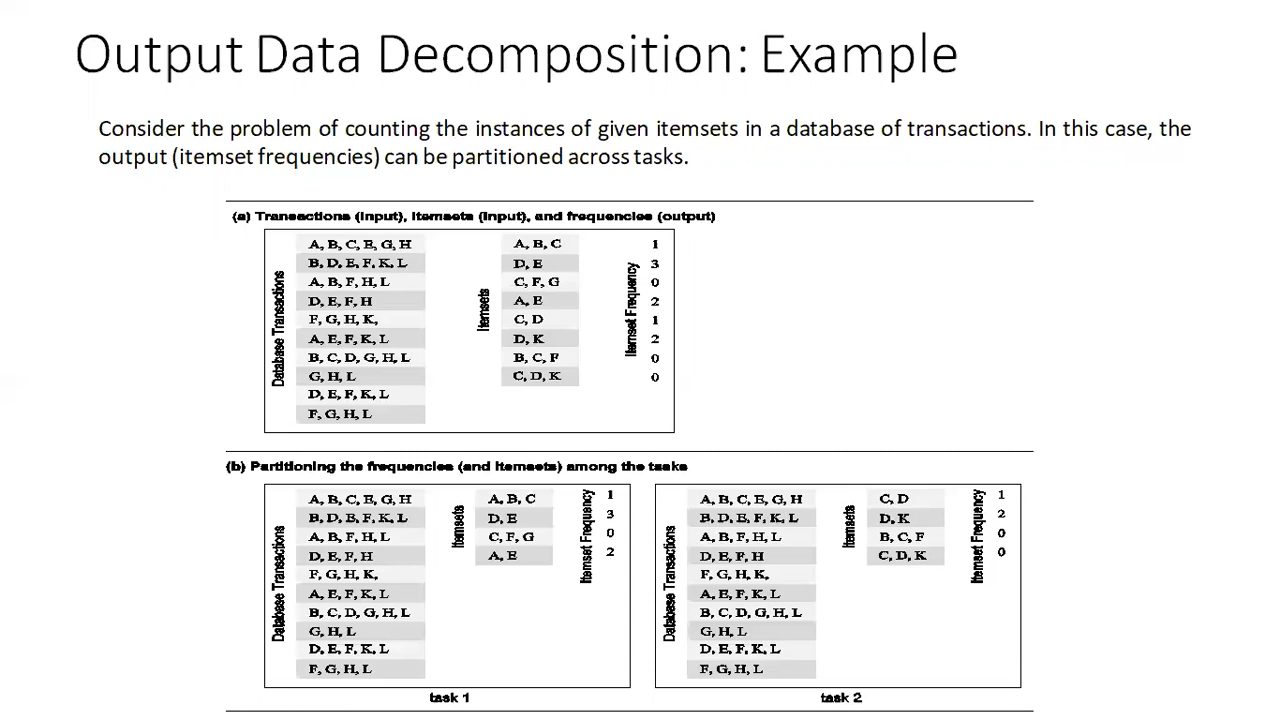 Output Data Decomposition: Example
Consider the problem of counting the instances of given itemsets in a database of transactions. In this case, the
output (itemset frequencies) can be partitioned across tasks.
(a) Transactions (input), itemsets (input), and frequencies (output)
Database Transactions
A, B, C, E, G, H
B, D, E, F, K, L
A, B, F, H, L
D, E, F, H
F, G, H, K,
A, E, F, K, L
B, C, D, G, H, L
G, H, L
D, E, F, K, L
F, G, H, L
Itemsets
A, B, C
D, E
C, F, G
A, E
C, D
D, K
B, C, F
C, D, K
Itemset Frequency
1
3
0
2
1
2
0
0
(b) Partitioning the frequencies (and itemsets) among the tasks
Database Transactions
A, B, C, E, G, H
B, D, E, F, K, L
A, B, F, H, L
D, E, F, H
F, G, H, K,
A, E, F, K, L
B, C, D, G, H, L
G, H, L
D, E, F, K, L
F, G, H, L
Itemsets
A, B, C
D, E
C, F, G
A, E
Itemset Frequency
1
3
0
2
task 1
Database Transactions
A, B, C, E, G, H
B, D, E, F, K, L
A, B, F, H, L
D, E, F, H
F, G, H, K,
A, E, F, K, L
B, C, D, G, H, L
G, H, L
D, E, F, K, L
F, G, H, L
Itemsets
C, D
D, K
B, C, F
C, D, K
Itemset Frequency
1
2
0
0
task 2